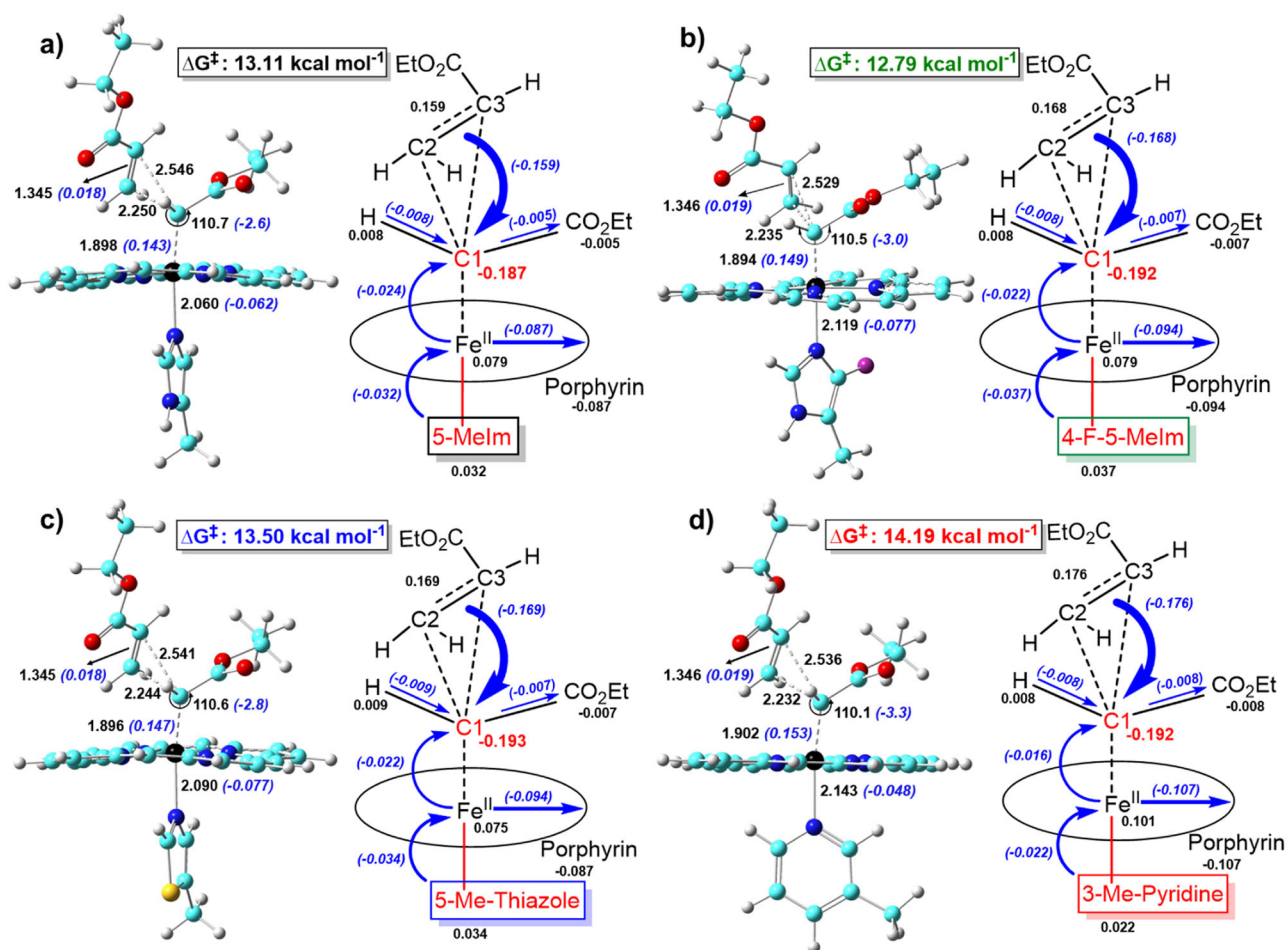 a)
ΔG‡: 13.11 kcal mol-1
EtO2C
H
0.159
C3
(-0.159)
C2
H
H
2.546
1.345 (0.018)
2.250
110.7 (-2.6)
1.898 (0.143)
2.060 (-0.062)
H
0.008
(-0.008)
(-0.005)
CO2Et
-0.005
C1
-0.187
(-0.024)
(-0.087)
FeII
0.079
(-0.032)
Porphyrin
-0.087
5-MeIm
0.032
b)
ΔG‡: 12.79 kcal mol-1
EtO2C
H
0.168
C3
(-0.168)
C2
H
H
2.529
1.346 (0.019)
2.235
110.5 (-3.0)
1.894 (0.149)
2.119 (-0.077)
H
0.008
(-0.008)
(-0.007)
CO2Et
-0.007
C1
-0.192
(-0.022)
(-0.094)
FeII
0.079
(-0.037)
Porphyrin
-0.094
4-F-5-MeIm
0.037
c)
ΔG‡: 13.50 kcal mol-1
EtO2C
H
0.169
C3
(-0.169)
C2
H
H
2.541
1.345 (0.018)
2.244
110.6 (-2.8)
1.896 (0.147)
2.090 (-0.077)
H
0.009
(-0.009)
(-0.007)
CO2Et
-0.007
C1
-0.193
(-0.022)
(-0.094)
FeII
0.075
(-0.034)
Porphyrin
-0.087
5-Me-Thiazole
0.034
d)
ΔG‡: 14.19 kcal mol-1
EtO2C
H
0.176
C3
(-0.176)
C2
H
H
2.536
1.346 (0.019)
2.232
110.1 (-3.3)
1.902 (0.153)
2.143 (-0.048)
H
0.008
(-0.008)
(-0.008)
CO2Et
-0.008
C1
-0.192
(-0.016)
(-0.107)
FeII
0.101
(-0.022)
Porphyrin
-0.107
3-Me-Pyridine
0.022